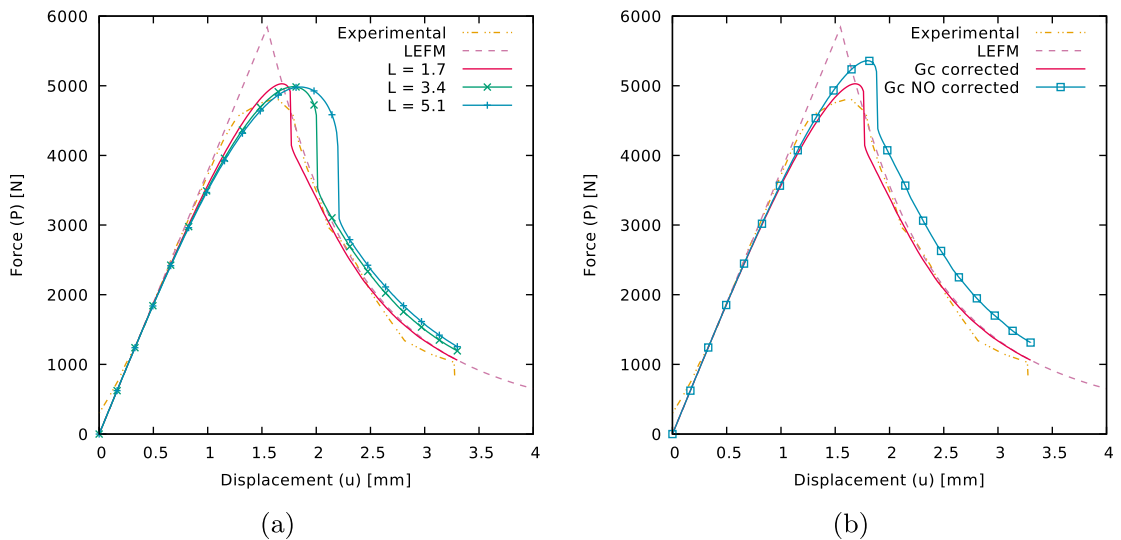 6000
5000
4000
3000
2000
1000
0
Force (P) [N]
0 0.5 1 1.5 2 2.5 3 3.5 4
Displacement (u) [mm]
Experimental
LEFM
L = 1.7
L = 3.4
L = 5.1
(a)
6000
5000
4000
3000
2000
1000
0
Force (P) [N]
0 0.5 1 1.5 2 2.5 3 3.5 4
Displacement (u) [mm]
Experimental
LEFM
Gc corrected
Gc NO corrected
(b)